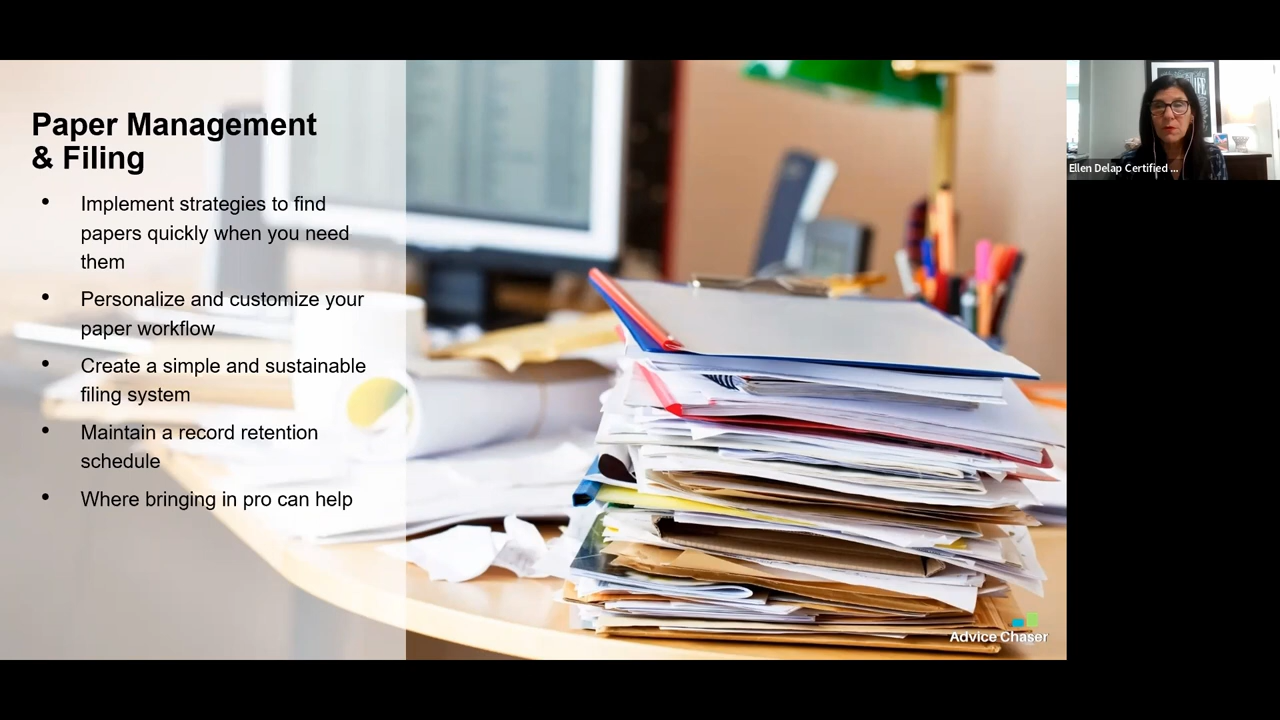 Paper Management
& Filing
• Implement strategies to find
papers quickly when you need
them
• Personalize and customize your
paper workflow
• Create a simple and sustainable
filing system
• Maintain a record retention
schedule
• Where bringing in pro can help
Advice Chaser
Ellen Delap Certified ...